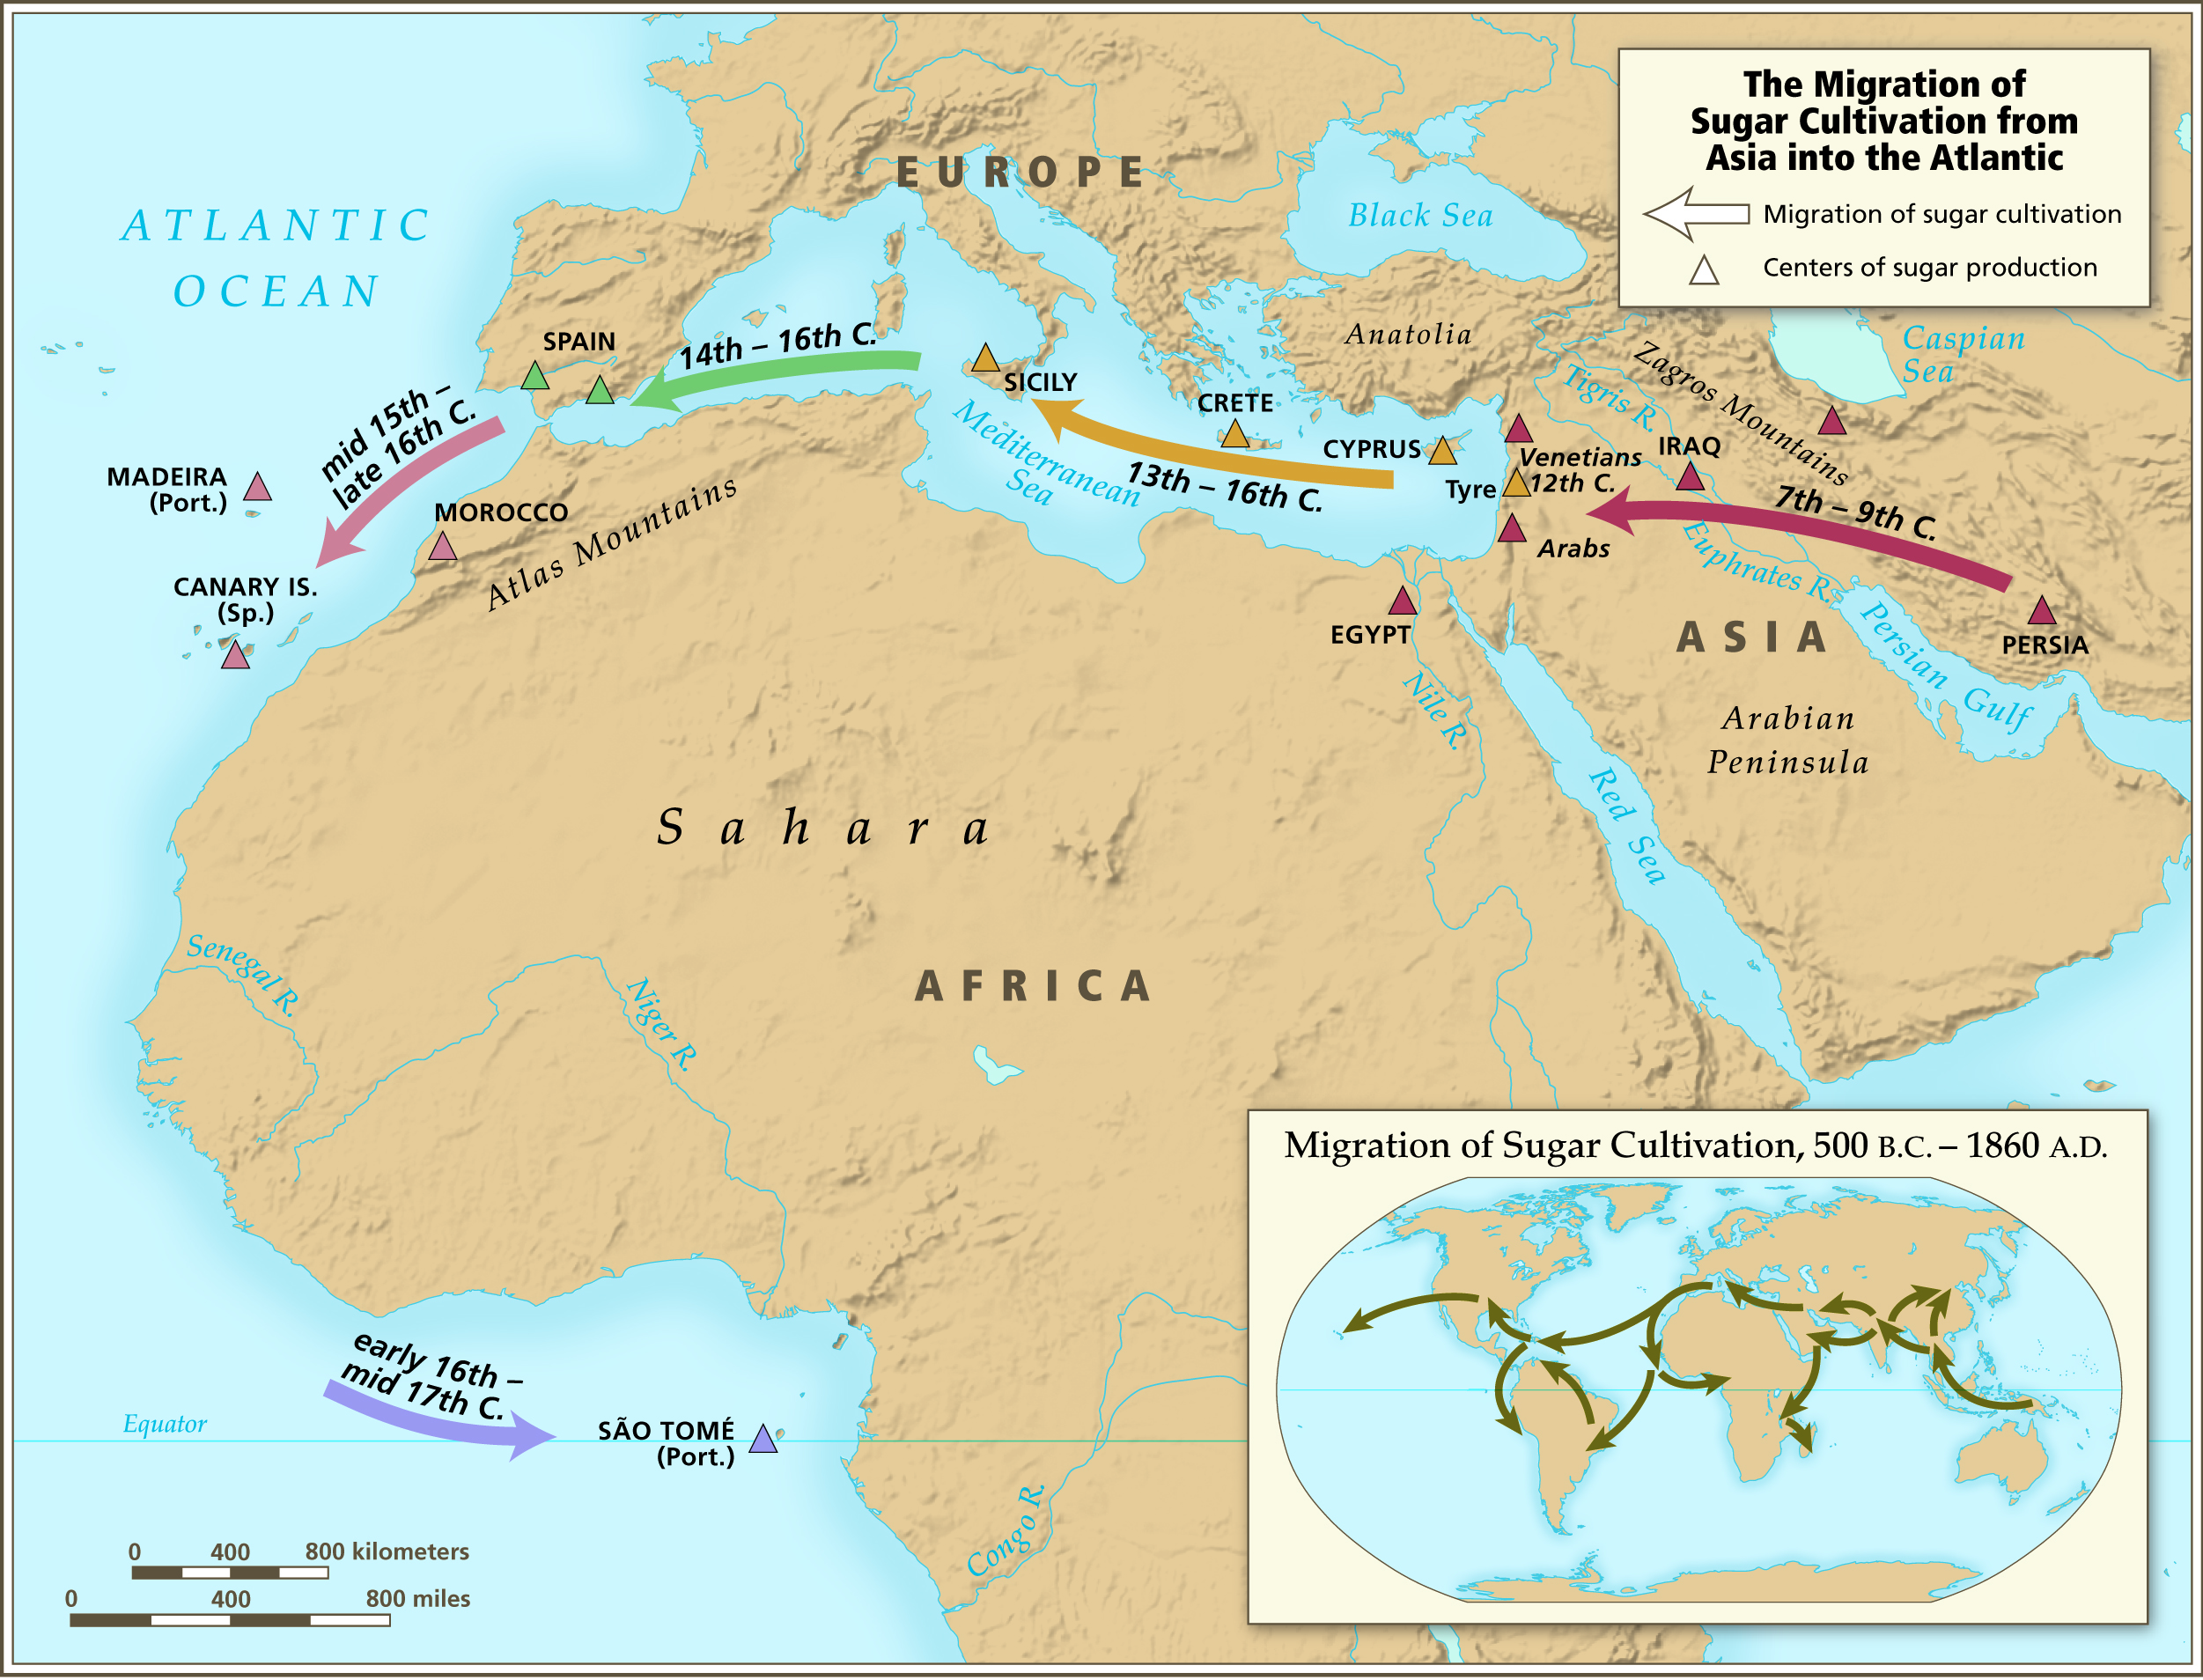 The Migration of
Sugar Cultivation from
Asia into the Atlantic
Migration of sugar cultivation
Centers of sugar production
EUROPE
ATLANTIC
OCEAN
Black Sea
Caspian
Sea
Anatolia
Zagros Mountains
Tigris R.
SPAIN
14th – 16th C.
SICILY
CRETE
CYPRUS
Venetians
12th C.
Tyre
IRAQ
Mediterranean
Sea
13th – 16th C.
7th – 9th C.
Arabs
Euphrates R.
mid 15th –
late 16th C.
MADEIRA
(Port.)
MOROCCO
Atlas Mountains
CANARY IS.
(Sp.)
EGYPT
ASIA
PERSIA
Persian Gulf
Nile R.
Arabian
Peninsula
Red Sea
Sahara
AFRICA
Senegal R.
Niger R.
early 16th –
mid 17th C.
Equator
SÃO TOMÉ
(Port.)
Congo R.
0 400 800 kilometers
0 400 800 miles
Migration of Sugar Cultivation, 500 B.C. – 1860 A.D.